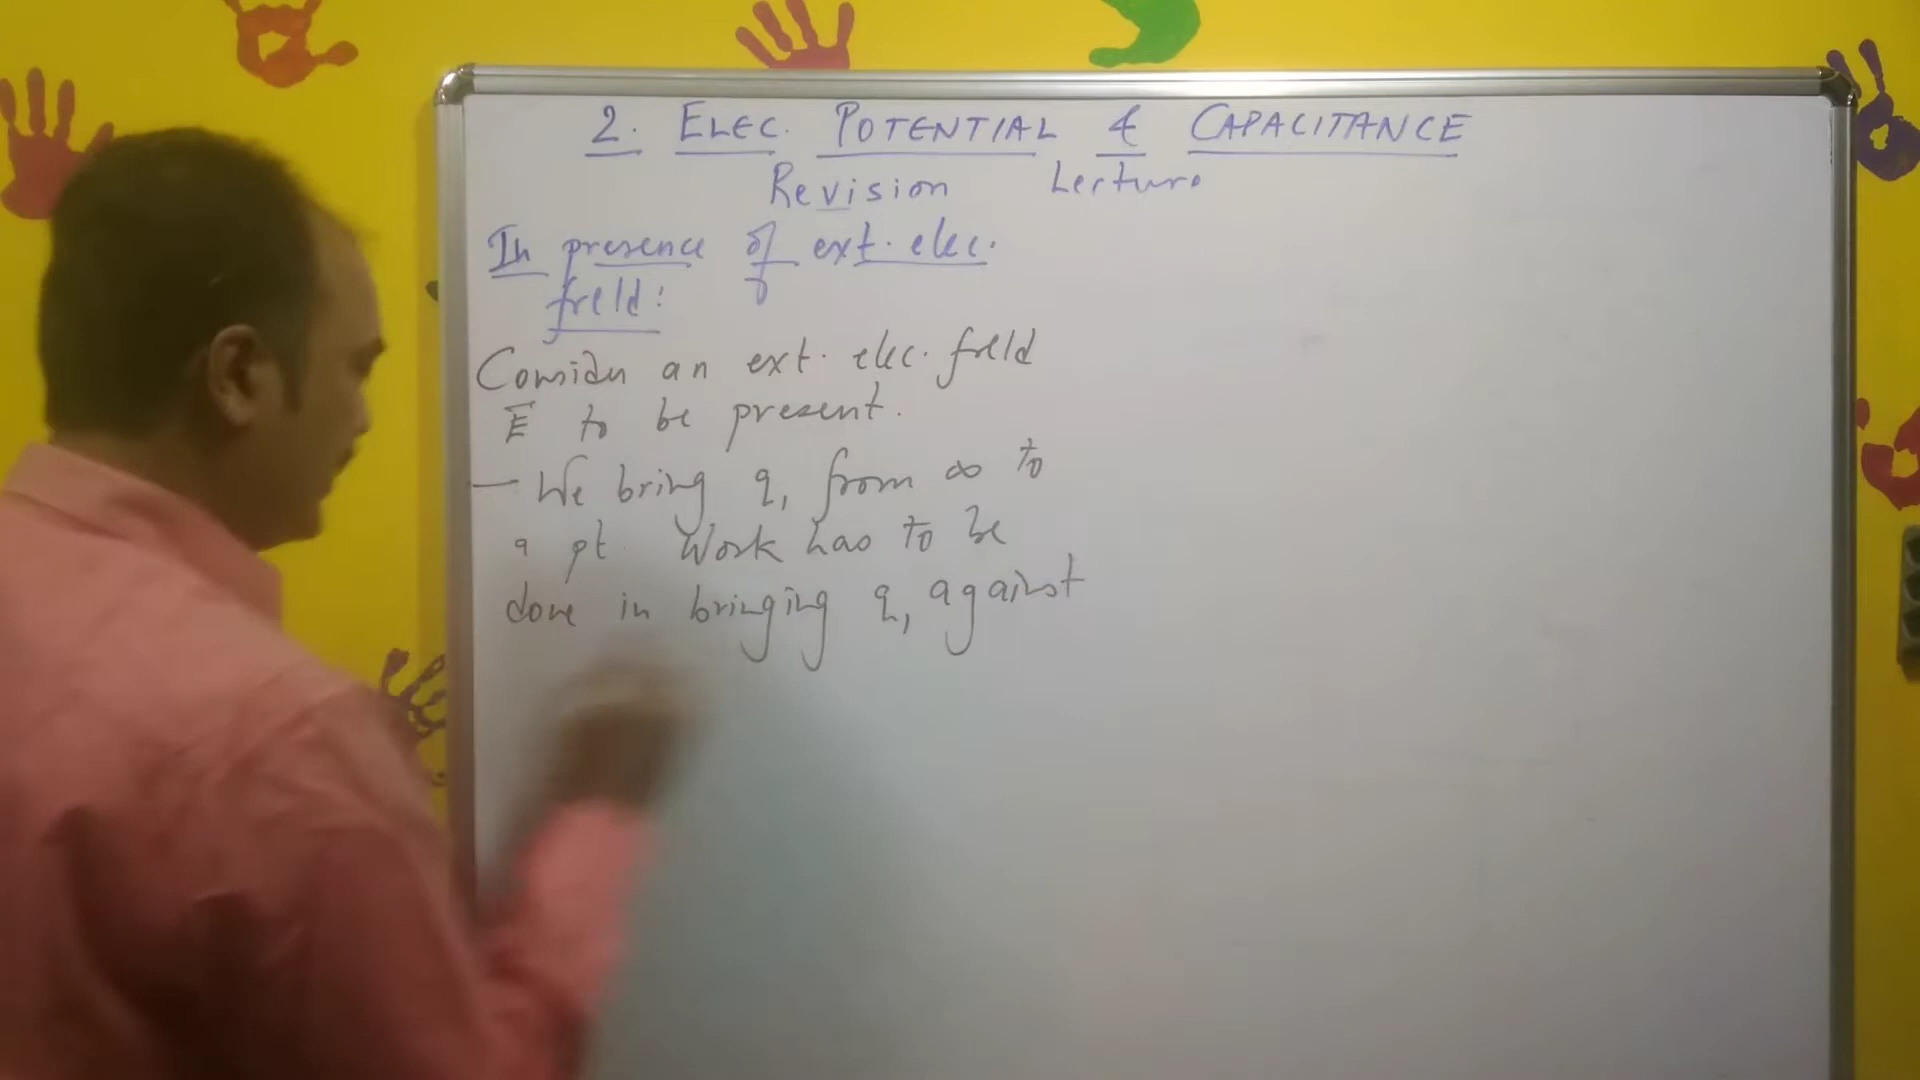 2. ELEC. POTENTIAL & CAPACITANCE
Revision Lecture
In presence of ext. elec.
field:
Consider an ext. elec. field
E to be present.
- We bring q₁ from ∞ to
a pt. Work has to be
done in bringing q₁ against